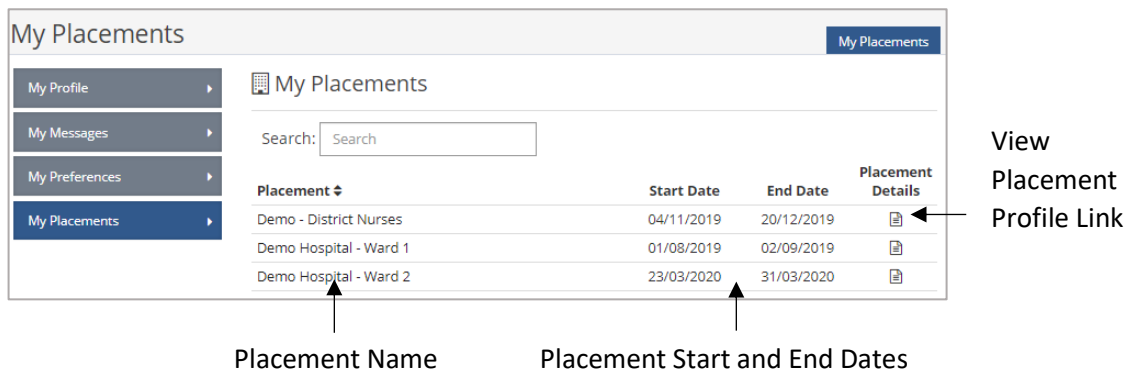 My Placements
My Placements
My Profile
My Messages
My Preferences
My Placements
My Placements
Search: Search
Placement Start Date End Date Placement Details
Demo - District Nurses 04/11/2019 20/12/2019
Demo Hospital - Ward 1 01/08/2019 02/09/2019
Demo Hospital - Ward 2 23/03/2020 31/03/2020
View
Placement
Profile Link
Placement Name
Placement Start and End Dates